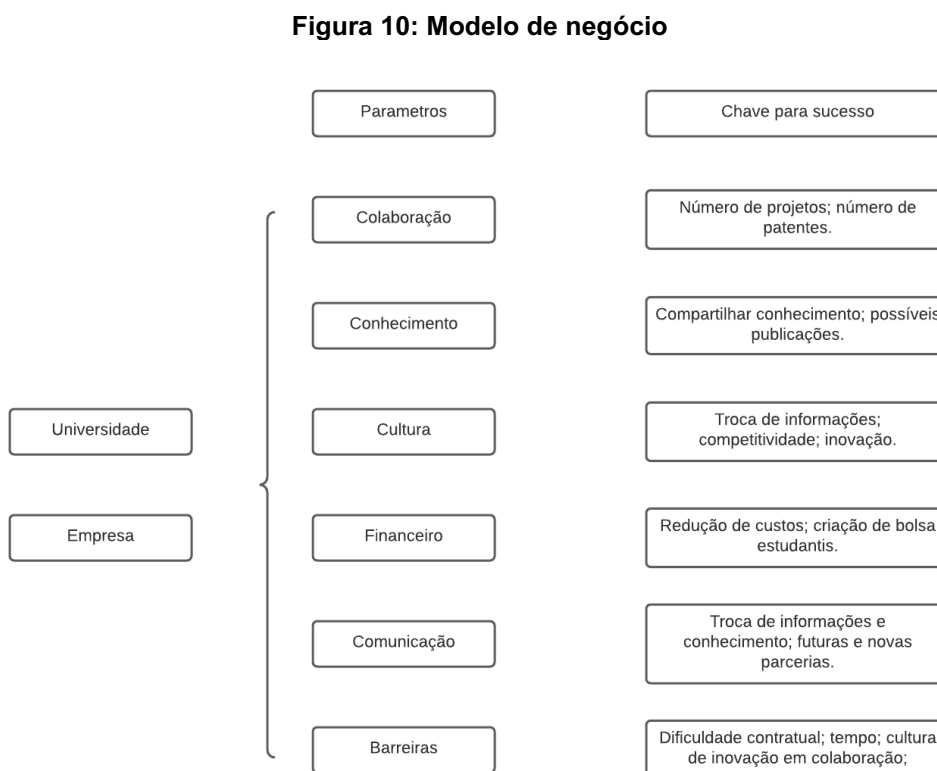 Figura 10: Modelo de negócio
Parametros
Chave para sucesso
Colaboração
Número de projetos; número de
patentes.
Conhecimento
Compartilhar conhecimento; possíveis
publicações.
Universidade
Cultura
Troca de informações;
competitividade; inovação.
Empresa
Financeiro
Redução de custos; criação de bolsa
estudantis.
Comunicação
Troca de informações e
conhecimento; futuras e novas
parcerias.
Barreiras
Dificuldade contratual; tempo; cultura
de inovação em colaboração;